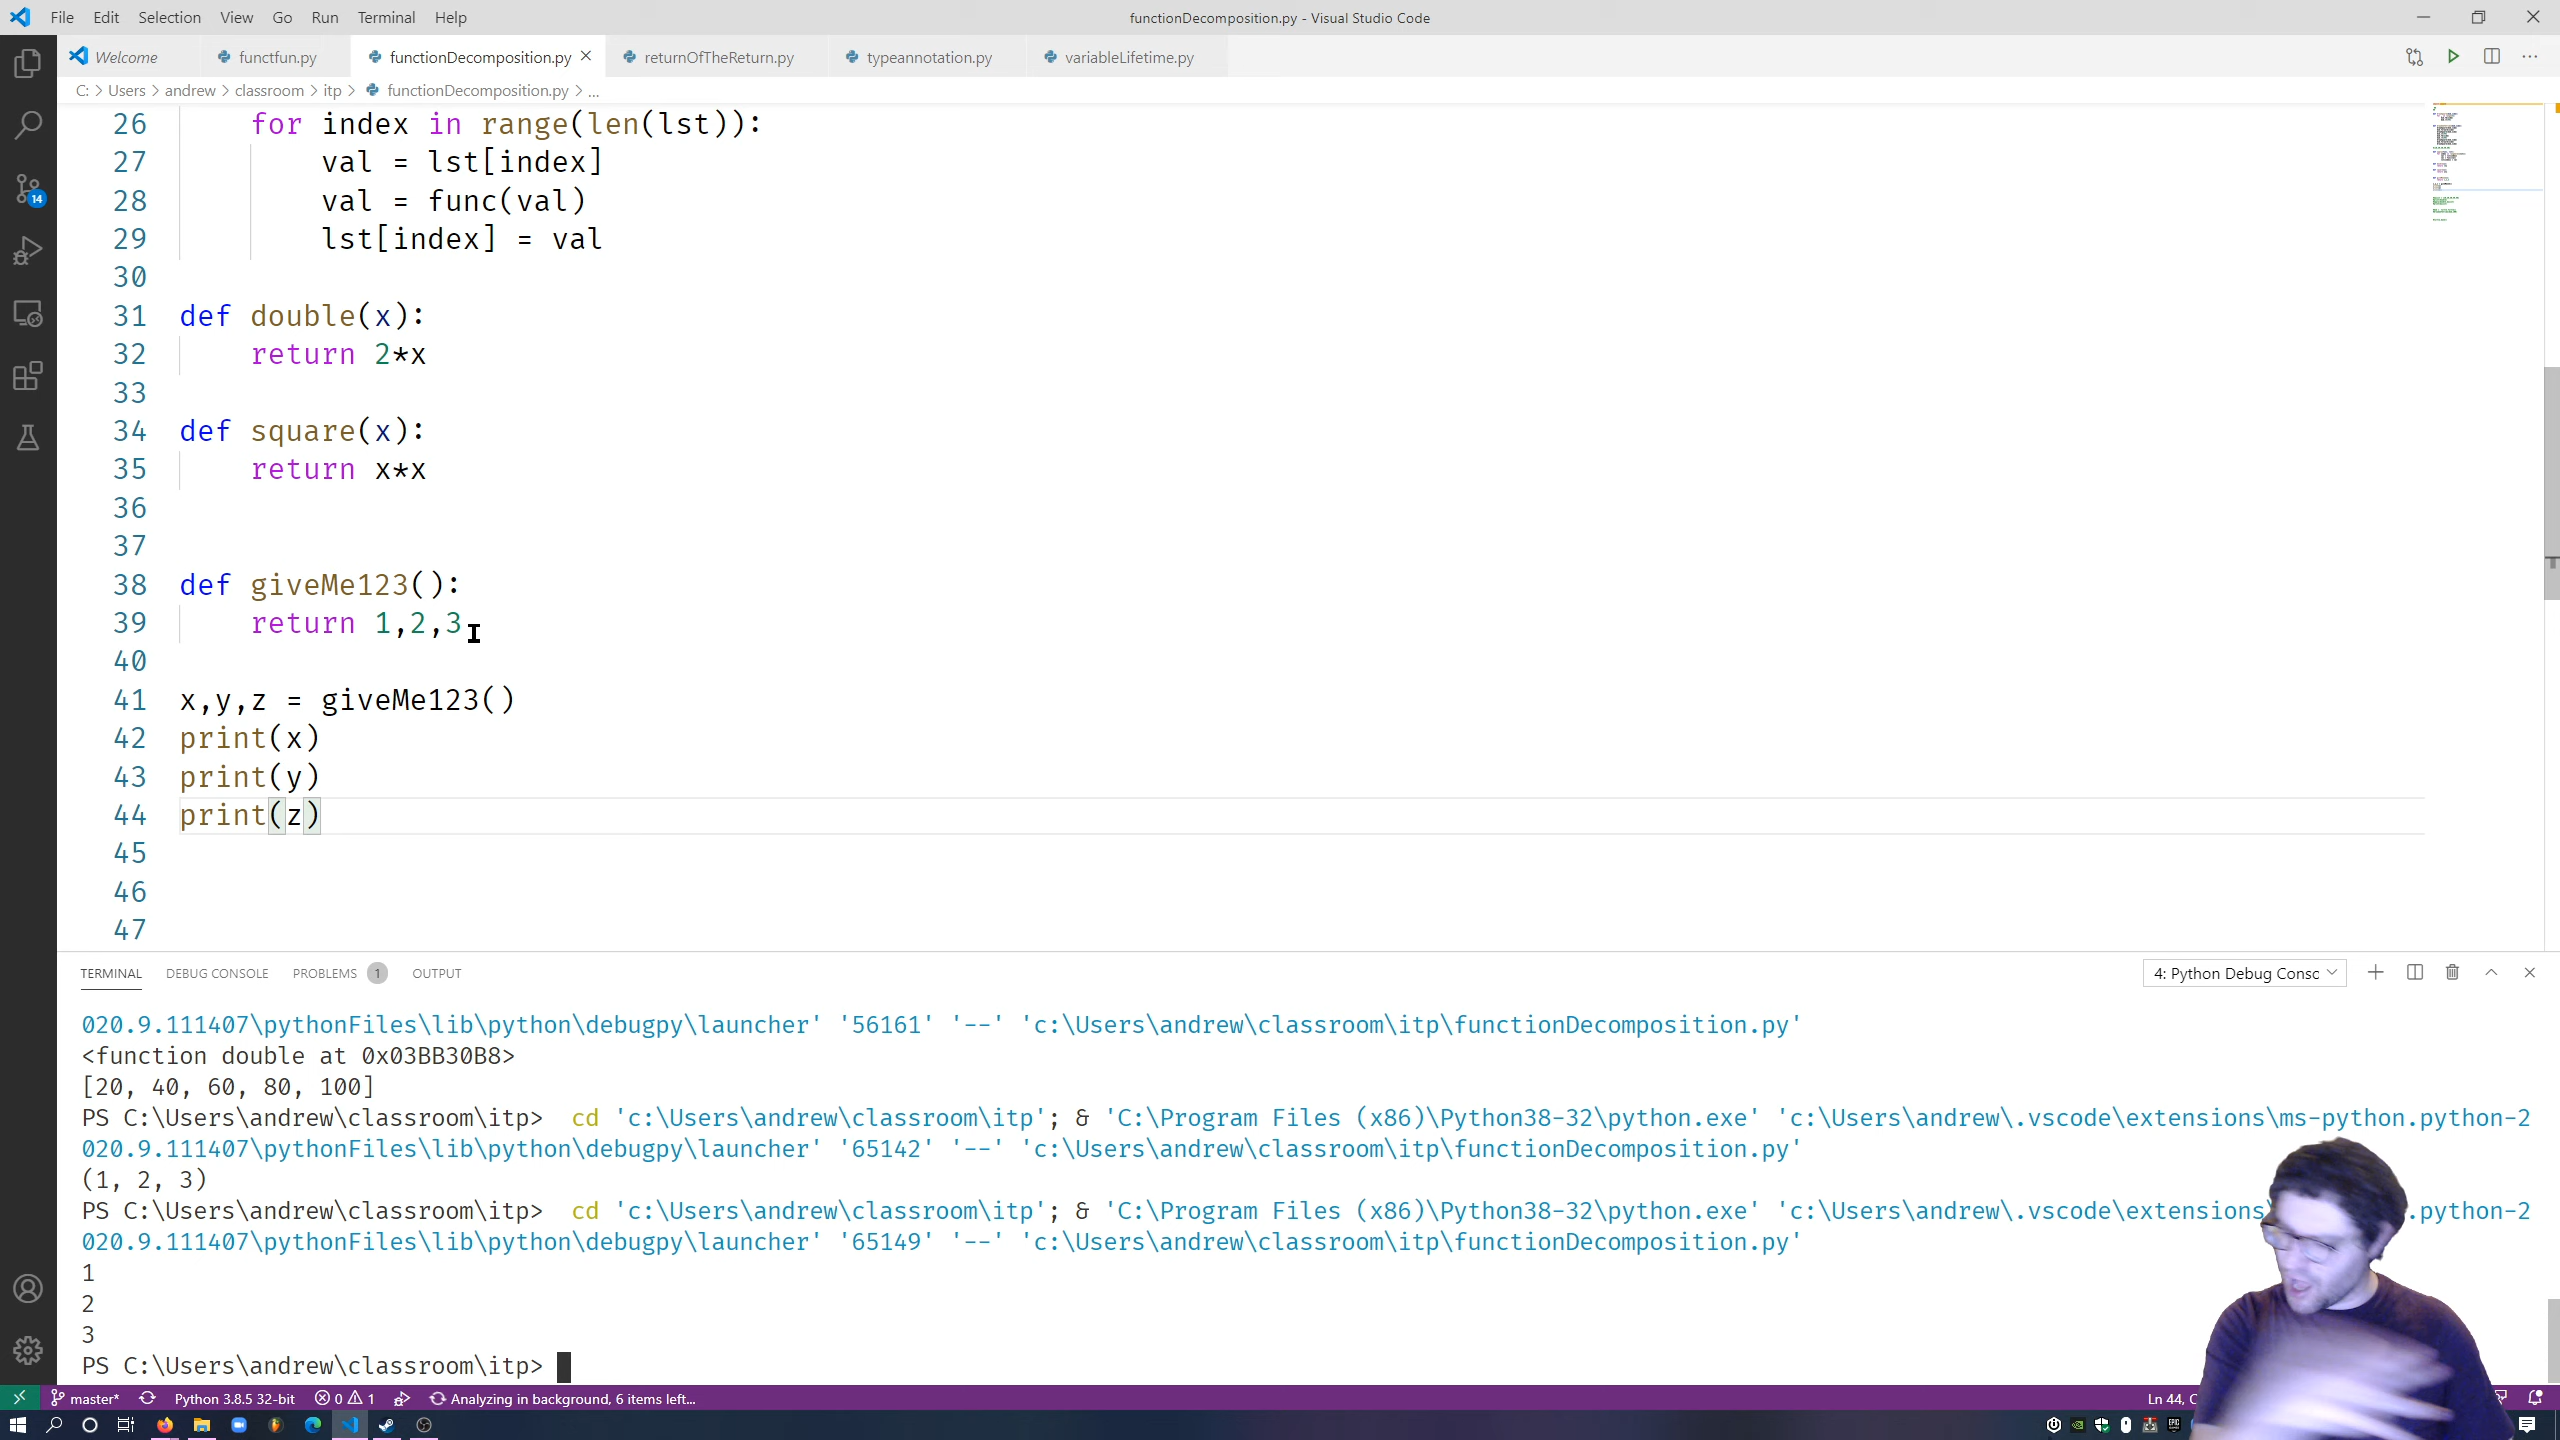 File Edit Selection View Go Run Terminal Help
functionDecomposition.py - Visual Studio Code
Welcome functfun.py functionDecomposition.py returnOfTheReturn.py typeannotation.py variableLifetime.py
C: > Users > andrew > classroom > itp > functionDecomposition.py > ...
26 for index in range(len(lst)):
27 val = lst[index]
28 val = func(val)
29 lst[index] = val
30
31 def double(x):
32 return 2*x
33
34 def square(x):
35 return x*x
36
37
38 def giveMe123():
39 return 1,2,3
40
41 x,y,z = giveMe123()
42 print(x)
43 print(y)
44 print(z)
45
46
47
14
TERMINAL DEBUG CONSOLE PROBLEMS 1 OUTPUT
4: Python Debug Consc
020.9.111407\pythonFiles\lib\python\debugpy\launcher' '56161' '--' 'c:\Users\andrew\classroom\itp\functionDecomposition.py'
<function double at 0x03BB30B8>
[20, 40, 60, 80, 100]
PS C:\Users\andrew\classroom\itp> cd 'c:\Users\andrew\classroom\itp'; & 'C:\Program Files (x86)\Python38-32\python.exe' 'c:\Users\andrew\.vscode\extensions\ms-python.python-2
020.9.111407\pythonFiles\lib\python\debugpy\launcher' '65142' '--' 'c:\Users\andrew\classroom\itp\functionDecomposition.py'
(1, 2, 3)
PS C:\Users\andrew\classroom\itp> cd 'c:\Users\andrew\classroom\itp'; & 'C:\Program Files (x86)\Python38-32\python.exe' 'c:\Users\andrew\.vscode\extensions .python-2
020.9.111407\pythonFiles\lib\python\debugpy\launcher' '65149' '--' 'c:\Users\andrew\classroom\itp\functionDecomposition.py'
1
2
3
PS C:\Users\andrew\classroom\itp>
master* Python 3.8.5 32-bit 0 1 Analyzing in background, 6 items left... Ln 44, C